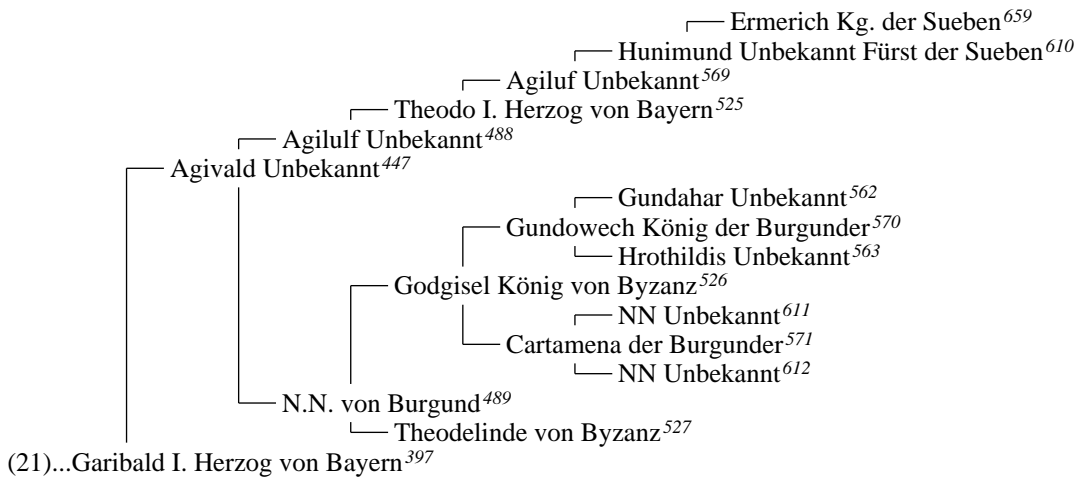 Ermerich Kg. der Sueben659
Hunimund Unbekannt Fürst der Sueben610
Agiluf Unbekannt569
Theodo I. Herzog von Bayern525
Agilulf Unbekannt488
Agivald Unbekannt447
Gundahar Unbekannt562
Gundowech König der Burgunder570
Hrothildis Unbekannt563
Godgisel König von Byzanz526
NN Unbekannt611
Cartamena der Burgunder571
NN Unbekannt612
N.N. von Burgund489
Theodelinde von Byzanz527
(21)...Garibald I. Herzog von Bayern397